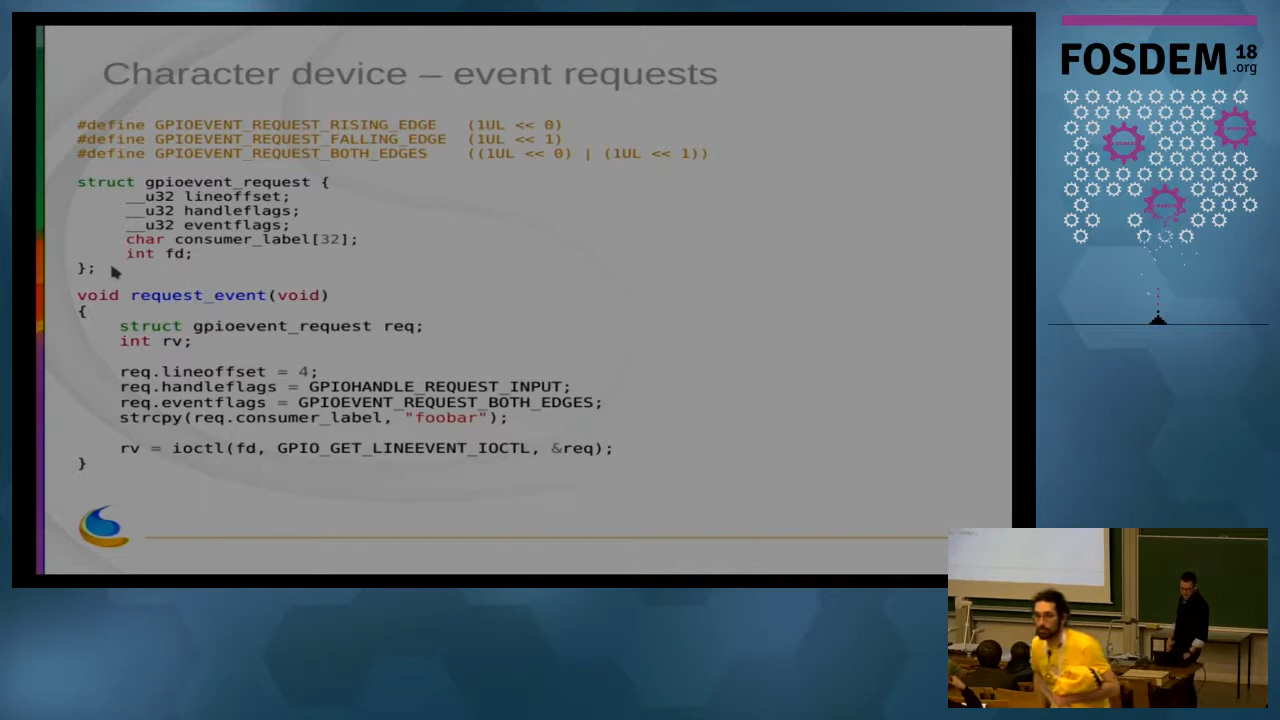 Character device – event requests
#define GPIOEVENT_REQUEST_RISING_EDGE (1UL << 0)
#define GPIOEVENT_REQUEST_FALLING_EDGE (1UL << 1)
#define GPIOEVENT_REQUEST_BOTH_EDGES ((1UL << 0) | (1UL << 1))
struct gpioevent_request {
__u32 lineoffset;
__u32 handleflags;
__u32 eventflags;
char consumer_label[32];
int fd;
};
void request_event(void)
{
struct gpioevent_request req;
int rv;
req.lineoffset = 4;
req.handleflags = GPIOHANDLE_REQUEST_INPUT;
req.eventflags = GPIOEVENT_REQUEST_BOTH_EDGES;
strcpy(req.consumer_label, "foobar");
rv = ioctl(fd, GPIO_GET_LINEEVENT_IOCTL, &req);
}
FOSDEM 18
.org